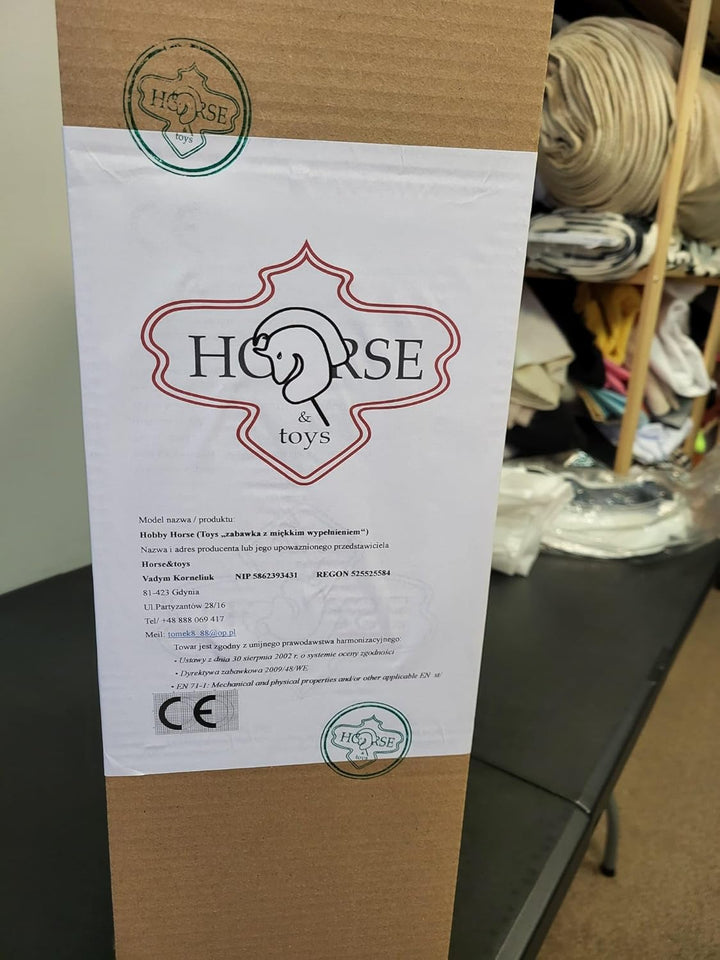 HORSE
& toys
HORSE
&
toys
Model nazwa / produktu:
Hobby Horse (Toys „zabawka z miękkim wypełnieniem")
Nazwa i adres producenta lub jego upoważnionego przedstawiciela
Horse&toys
Vadym Korneliuk NIP 5862393431 REGON 525525584
81-423 Gdynia
Ul.Partyzantów 28/16
Tel/ +48 888 069 417
Meil: tomek8_88@op.pl
Towar jest zgodny z unijnego prawodawstwa harmonizacyjnego:
• Ustawy z dnia 30 sierpnia 2002 r. o systemie oceny zgodności
• Dyrektywa zabawkowa 2009/48/WE
• EN 71-1: Mechanical and physical properties and/or other applicable EN st/
CE
HORSE
& toys